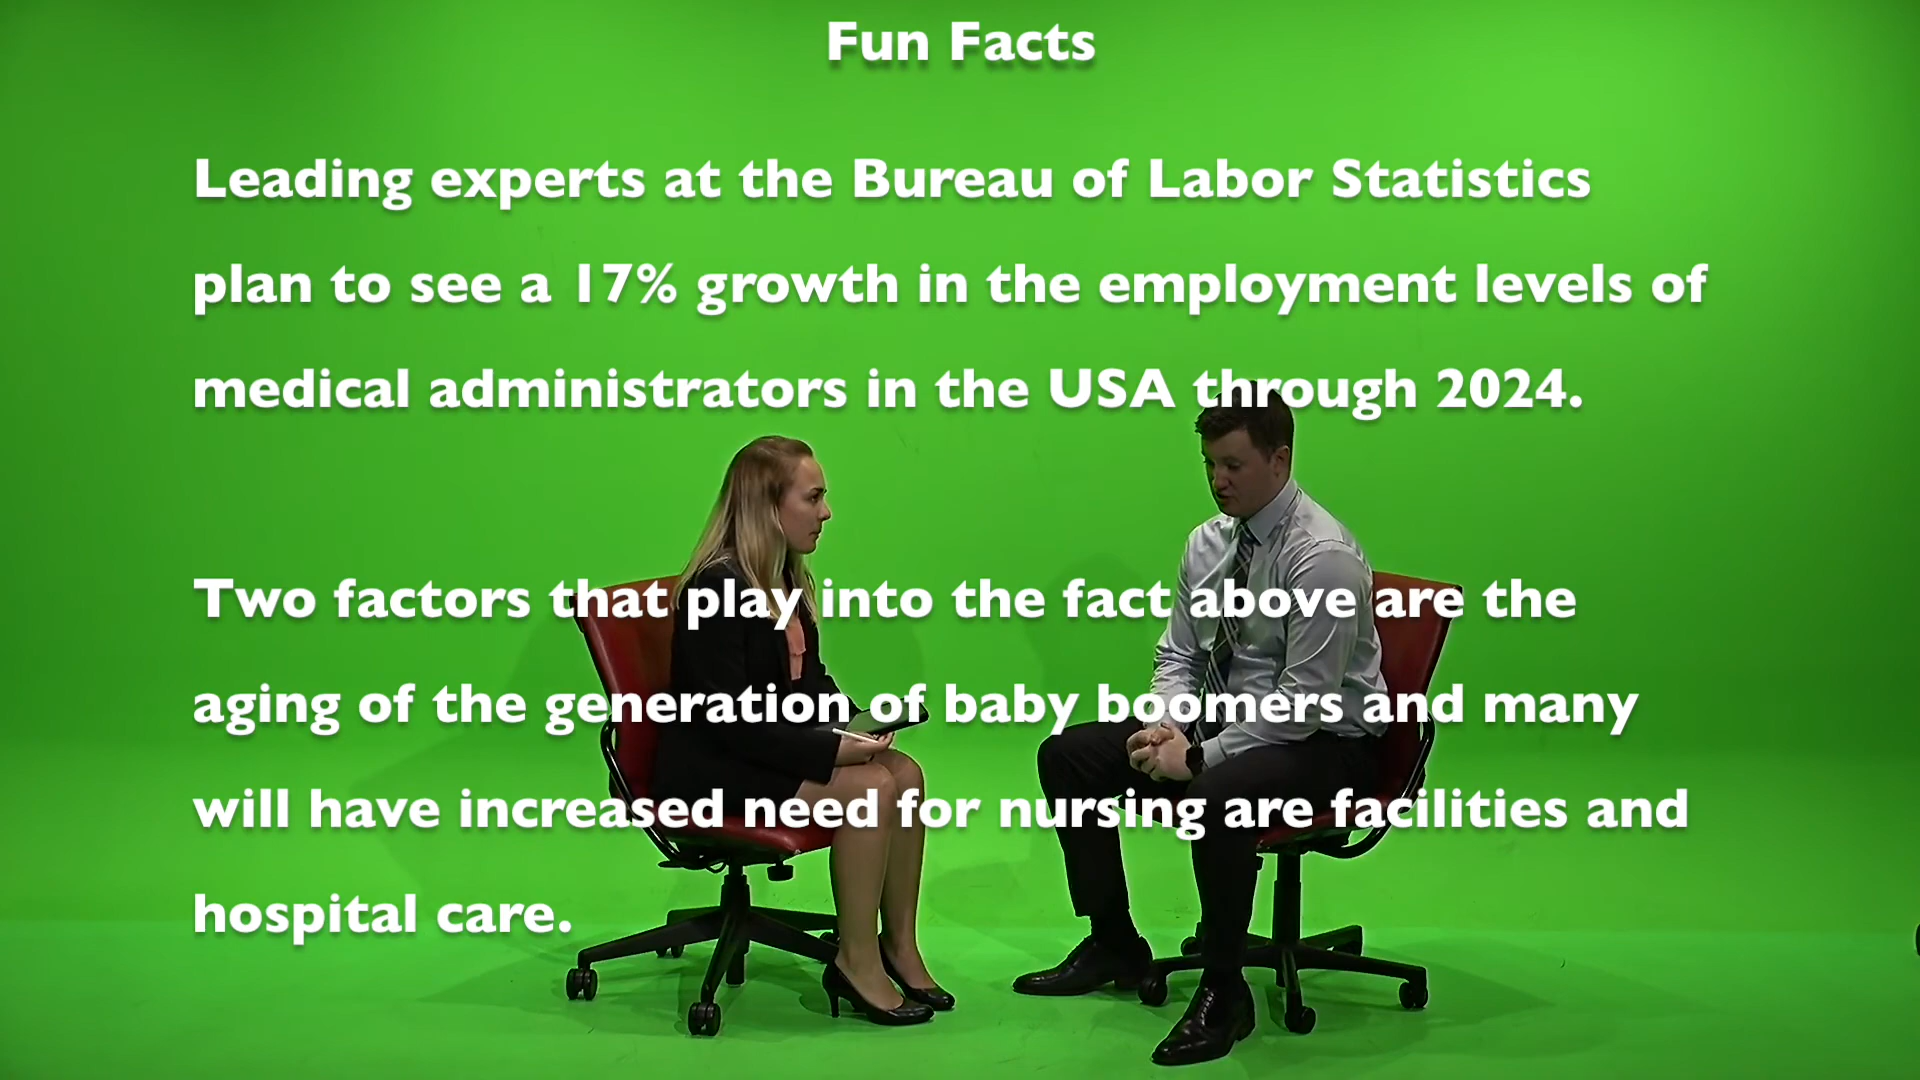 Fun Facts
Leading experts at the Bureau of Labor Statistics
plan to see a 17% growth in the employment levels of
medical administrators in the USA through 2024.
Two factors that play into the fact above are the
aging of the generation of baby boomers and many
will have increased need for nursing are facilities and
hospital care.